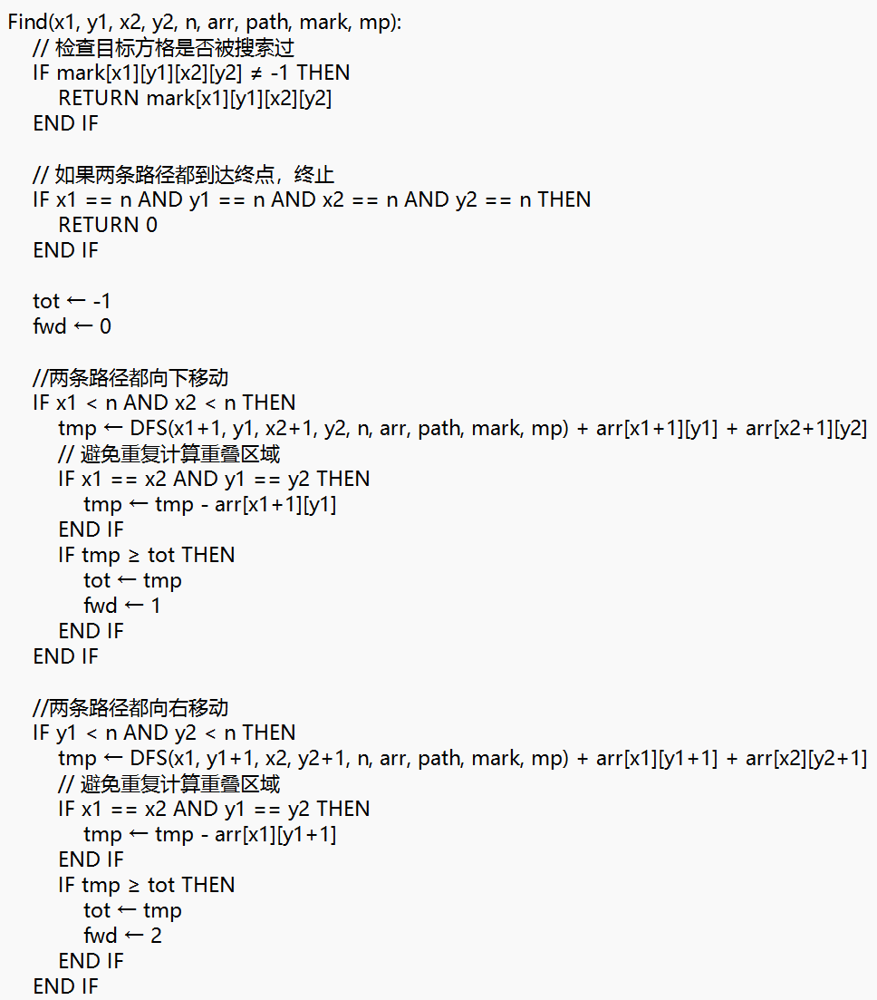 Find(x1, y1, x2, y2, n, arr, path, mark, mp):
// 检查目标方格是否被搜索过
IF mark[x1][y1][x2][y2] ≠ -1 THEN
RETURN mark[x1][y1][x2][y2]
END IF
// 如果两条路径都到达终点，终止
IF x1 == n AND y1 == n AND x2 == n AND y2 == n THEN
RETURN 0
END IF
tot ← -1
fwd ← 0
//两条路径都向下移动
IF x1 < n AND x2 < n THEN
tmp ← DFS(x1+1, y1, x2+1, y2, n, arr, path, mark, mp) + arr[x1+1][y1] + arr[x2+1][y2]
// 避免重复计算重叠区域
IF x1 == x2 AND y1 == y2 THEN
tmp ← tmp - arr[x1+1][y1]
END IF
IF tmp ≥ tot THEN
tot ← tmp
fwd ← 1
END IF
END IF
//两条路径都向右移动
IF y1 < n AND y2 < n THEN
tmp ← DFS(x1, y1+1, x2, y2+1, n, arr, path, mark, mp) + arr[x1][y1+1] + arr[x2][y2+1]
// 避免重复计算重叠区域
IF x1 == x2 AND y1 == y2 THEN
tmp ← tmp - arr[x1][y1+1]
END IF
IF tmp ≥ tot THEN
tot ← tmp
fwd ← 2
END IF
END IF